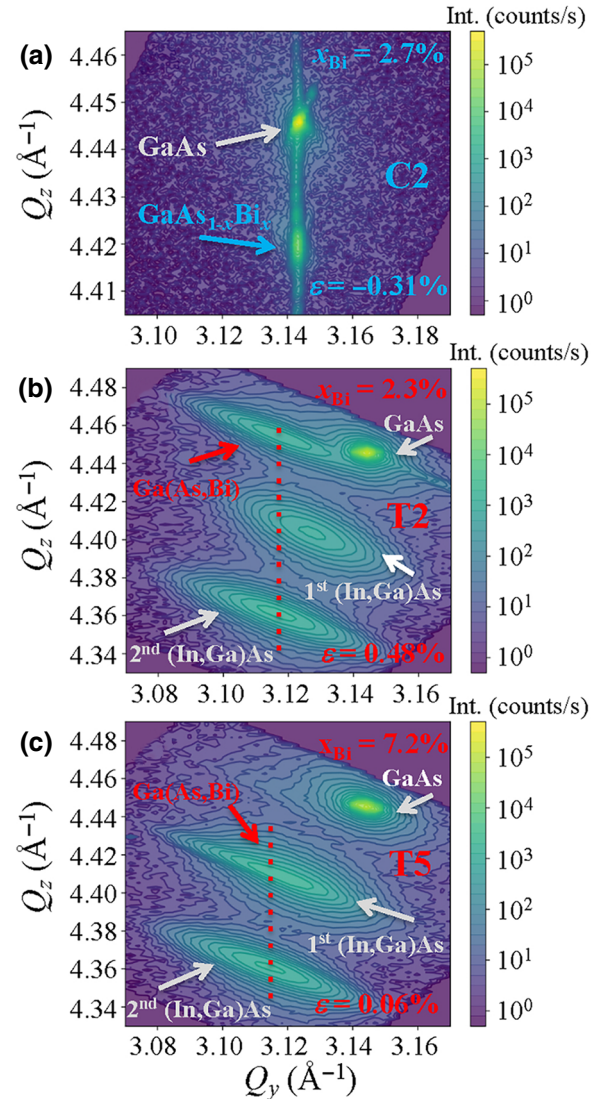 (a)
Int. (counts/s)
x_Bi = 2.7%
GaAs
C2
GaAs_{1-x}Bi_x
ε = –0.31%
Q_z (Å⁻¹)
4.46
4.45
4.44
4.43
4.42
4.41
3.10 3.12 3.14 3.16 3.18
10⁵
10⁴
10³
10²
10¹
10⁰
(b)
Int. (counts/s)
x_Bi = 2.3%
GaAs
Ga(As,Bi)
T2
1st (In,Ga)As
2nd (In,Ga)As
ε = 0.48%
Q_z (Å⁻¹)
4.48
4.46
4.44
4.42
4.40
4.38
4.36
4.34
3.08 3.10 3.12 3.14 3.16
10⁵
10⁴
10³
10²
10¹
10⁰
(c)
Int. (counts/s)
x_Bi = 7.2%
Ga(As,Bi)
GaAs
T5
1st (In,Ga)As
2nd (In,Ga)As
ε = 0.06%
Q_z (Å⁻¹)
4.48
4.46
4.44
4.42
4.40
4.38
4.36
4.34
3.08 3.10 3.12 3.14 3.16
Q_y (Å⁻¹)
10⁵
10⁴
10³
10²
10¹
10⁰